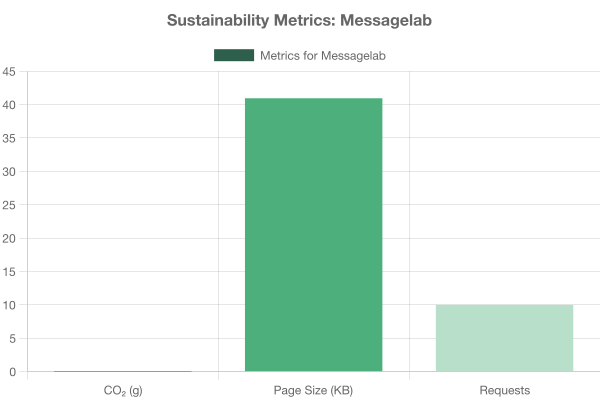 Sustainability Metrics: Messagelab
Metrics for Messagelab
45
40
35
30
25
20
15
10
5
0
CO₂ (g)
Page Size (KB)
Requests